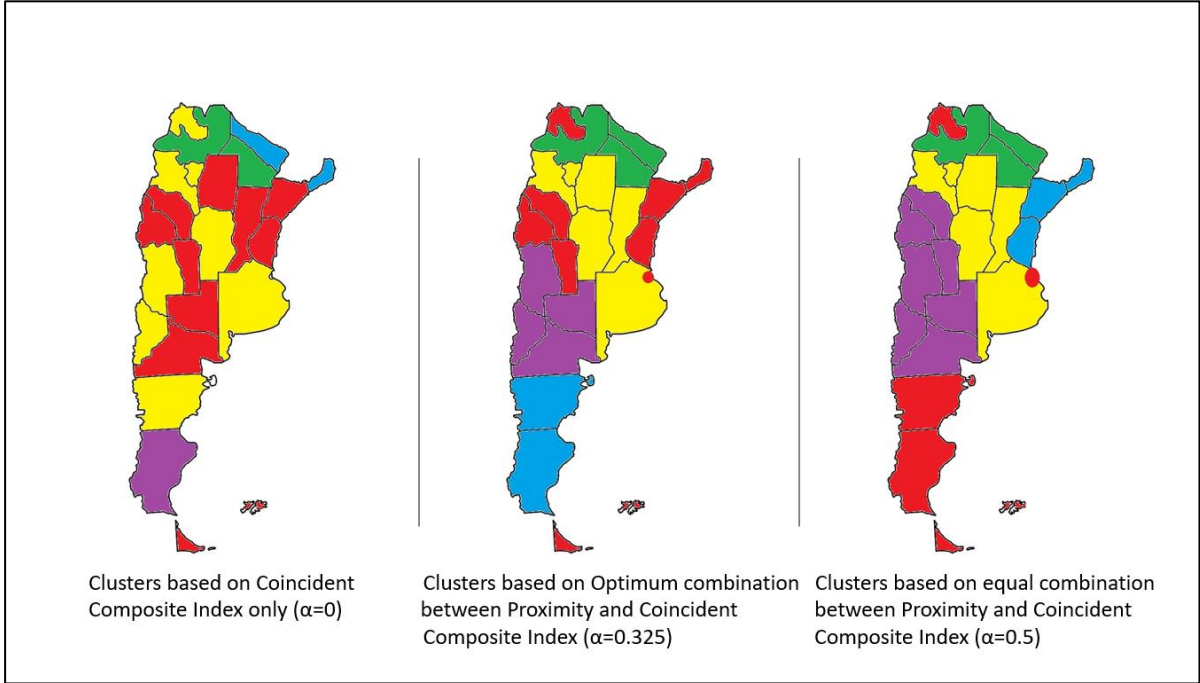 Clusters based on Coincident
Composite Index only (α=0)
Clusters based on Optimum combination
between Proximity and Coincident
Composite Index (α=0.325)
Clusters based on equal combination
between Proximity and Coincident
Composite Index (α=0.5)